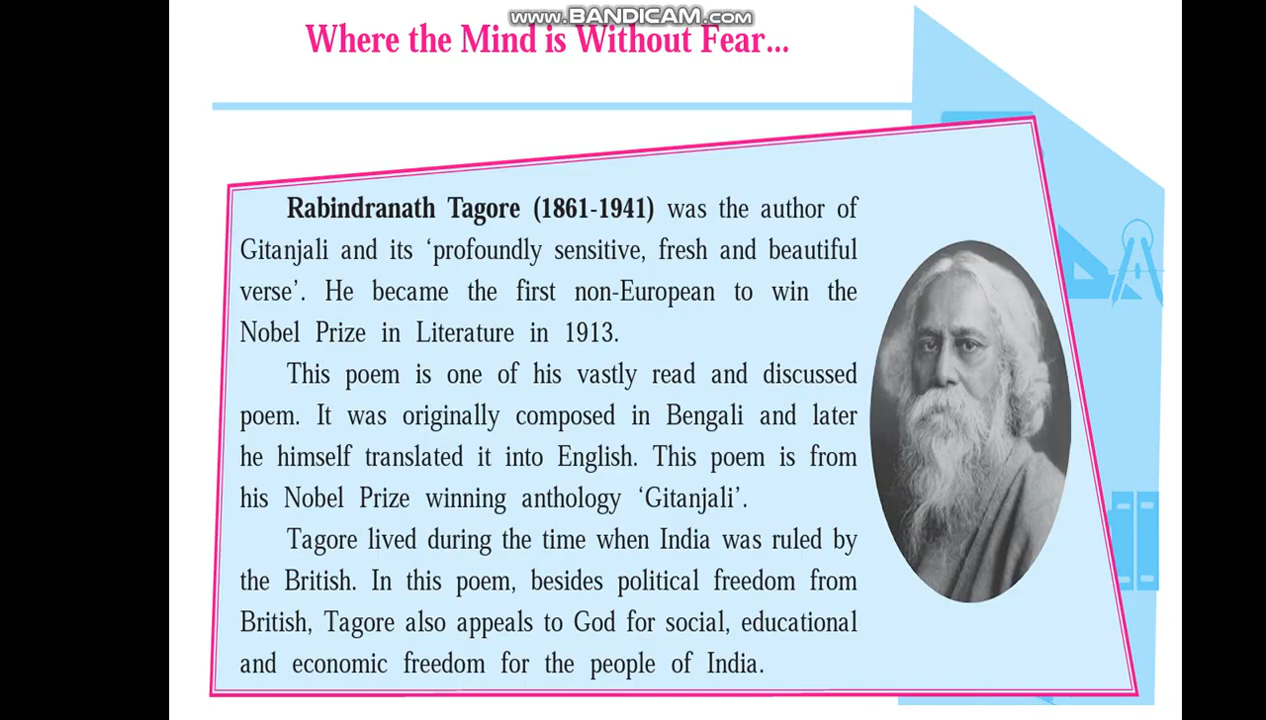 www.BANDICAM.com
Where the Mind is Without Fear...
Rabindranath Tagore (1861-1941) was the author of
Gitanjali and its ‘profoundly sensitive, fresh and beautiful
verse’. He became the first non-European to win the
Nobel Prize in Literature in 1913.
This poem is one of his vastly read and discussed
poem. It was originally composed in Bengali and later
he himself translated it into English. This poem is from
his Nobel Prize winning anthology ‘Gitanjali’.
Tagore lived during the time when India was ruled by
the British. In this poem, besides political freedom from
British, Tagore also appeals to God for social, educational
and economic freedom for the people of India.